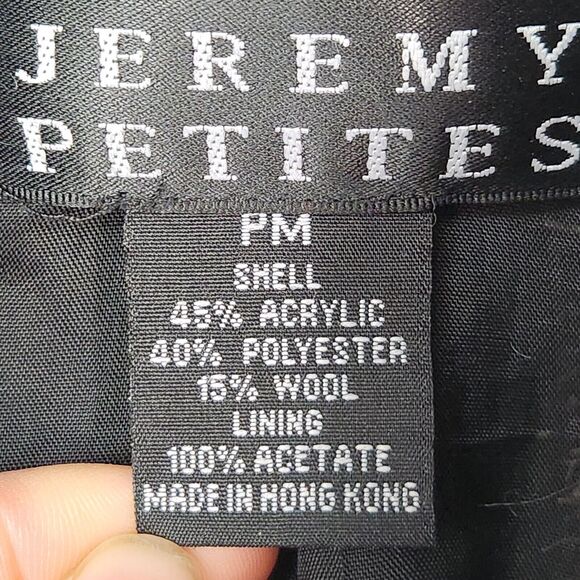 JEREMY
PETITES
PM
SHELL
45% ACRYLIC
40% POLYESTER
15% WOOL
LINING
100% ACETATE
MADE IN HONG KONG